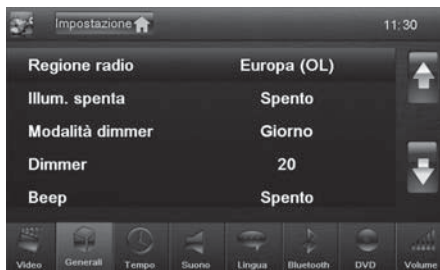 Impostazione 11:30
Regione radio Europa (OL)
Illum. spenta Spento
Modalità dimmer Giorno
Dimmer 20
Beep Spento
Video Generali Tempo Suono Lingua Bluetooth DVD Volume